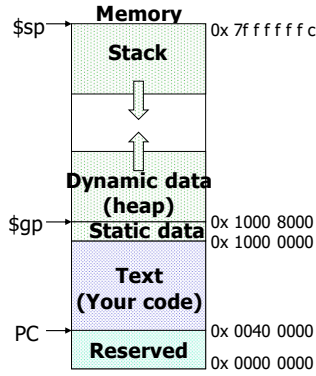 Memory
$sp
0x 7f f f f f f c
Stack
Dynamic data
(heap)
$gp
0x 1000 8000
Static data
0x 1000 0000
Text
(Your code)
PC
0x 0040 0000
Reserved
0x 0000 0000